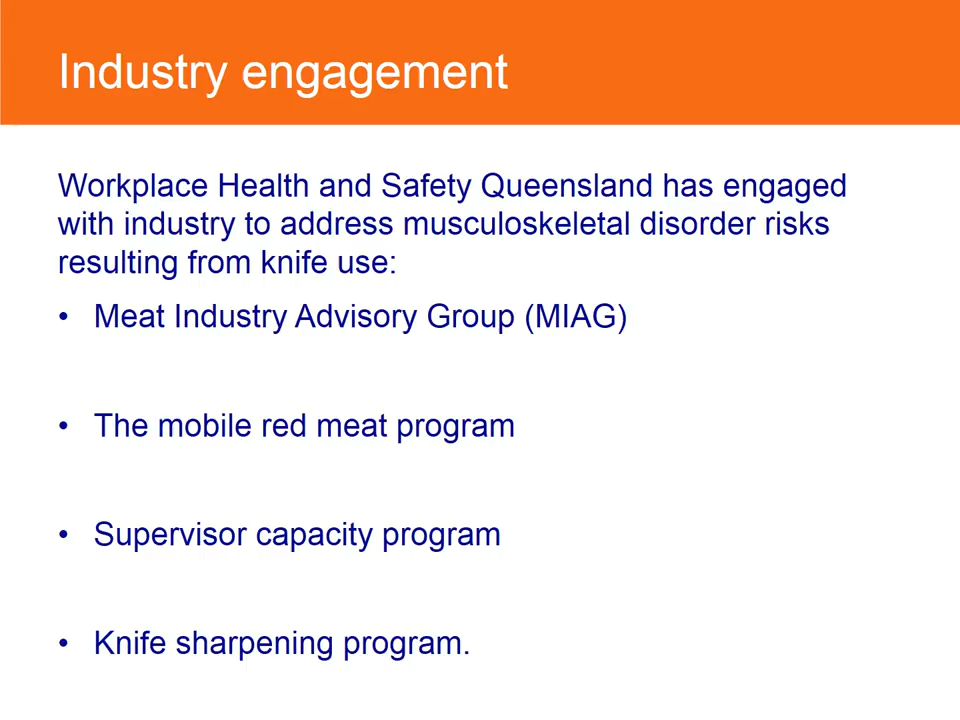 Industry engagement
Workplace Health and Safety Queensland has engaged
with industry to address musculoskeletal disorder risks
resulting from knife use:
• Meat Industry Advisory Group (MIAG)
• The mobile red meat program
• Supervisor capacity program
• Knife sharpening program.